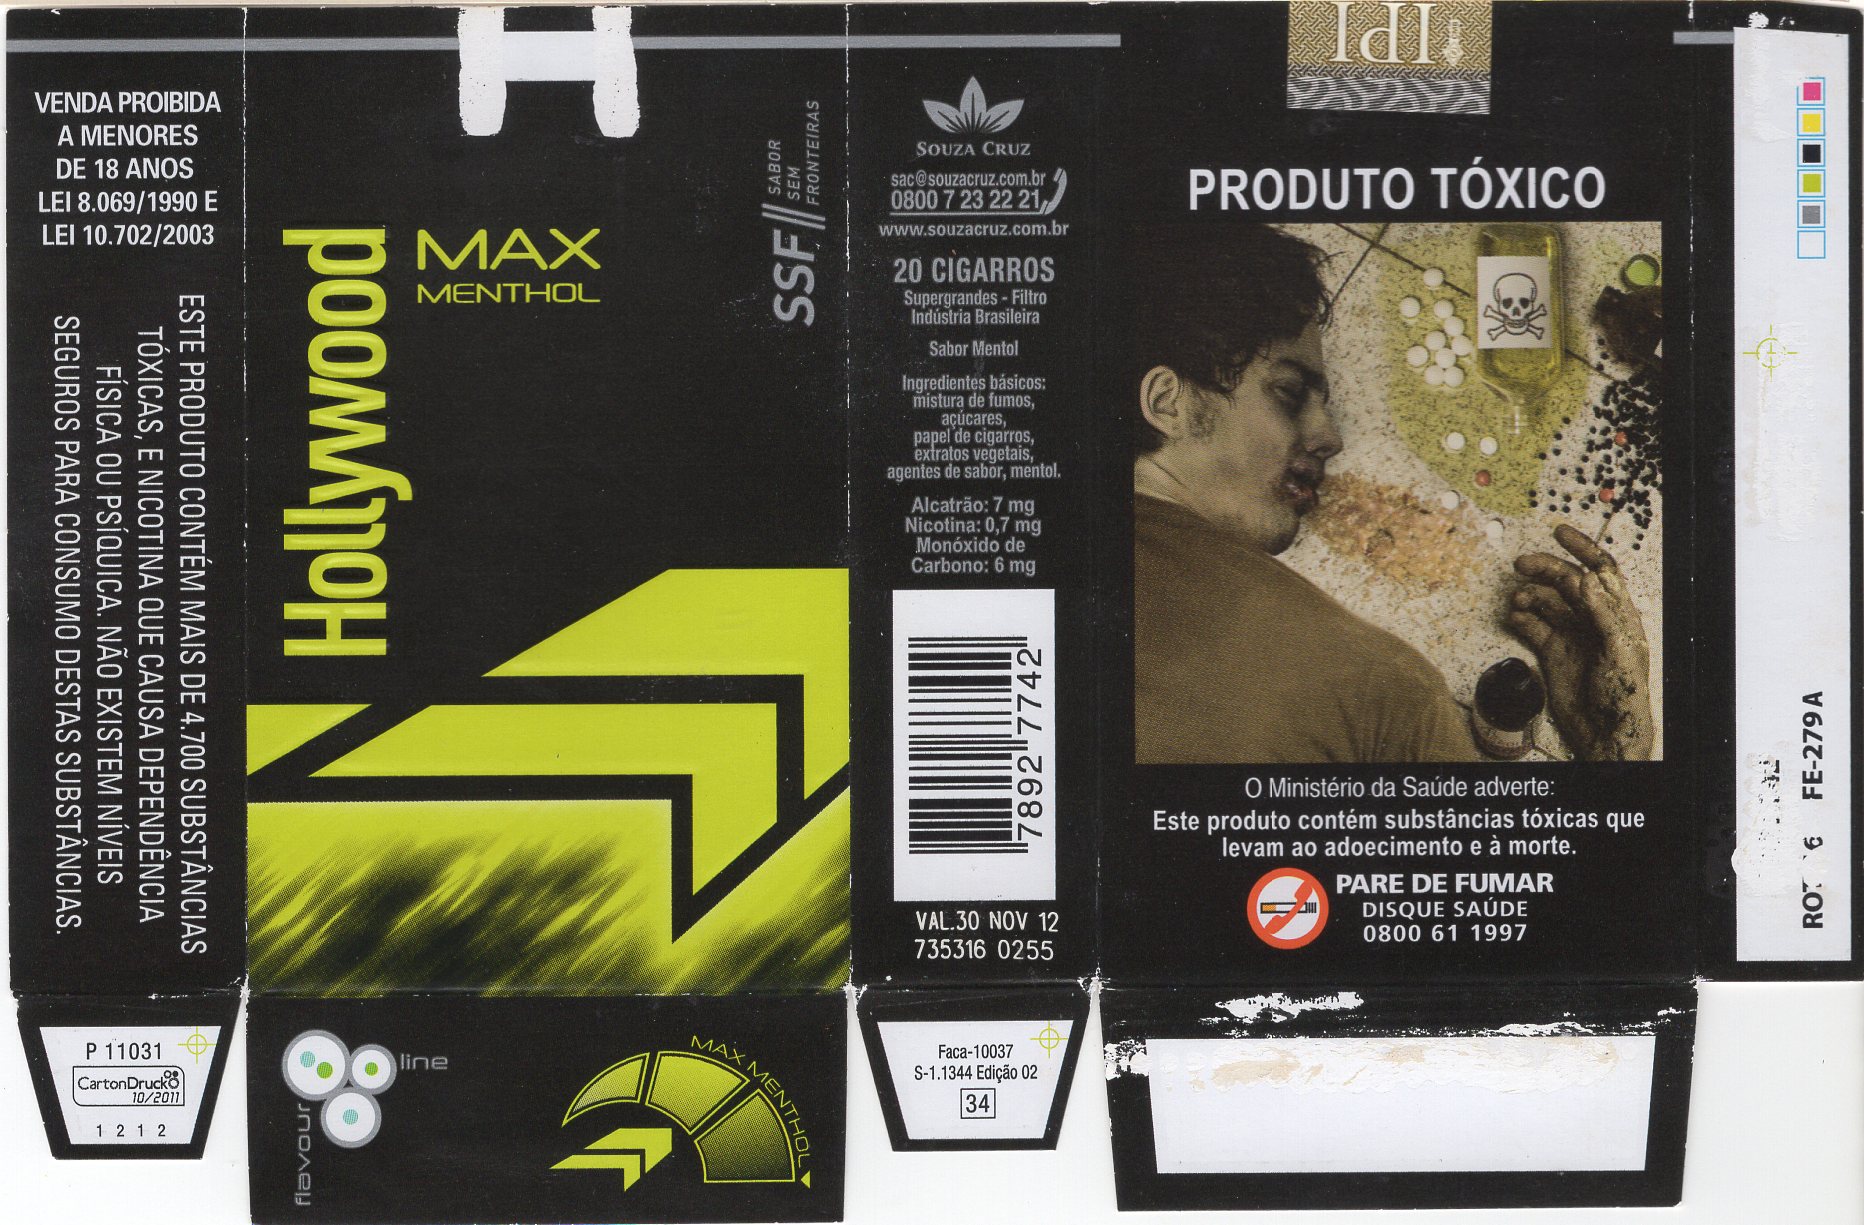 VENDA PROIBIDA
A MENORES
DE 18 ANOS
LEI 8.069/1990 E
LEI 10.702/2003
ESTE PRODUTO CONTÉM MAIS DE 4.700 SUBSTÂNCIAS
TÓXICAS, E NICOTINA QUE CAUSA DEPENDÊNCIA
FÍSICA OU PSÍQUICA. NÃO EXISTEM NÍVEIS
SEGUROS PARA CONSUMO DESTAS SUBSTÂNCIAS.
P 11031
CartonDruck
10/2011
1 2 1 2
Hollywood
MAX
MENTHOL
SSF
SABOR
SEM
FRONTEIRAS
flavour
line
MAX MENTHOL
SOUZA CRUZ
sac@souzacruz.com.br
0800 7 23 22 21
www.souzacruz.com.br
20 CIGARROS
Supergrandes - Filtro
Indústria Brasileira
Sabor Mentol
Ingredientes básicos:
mistura de fumos,
açúcares,
papel de cigarros,
extratos vegetais,
agentes de sabor, mentol.
Alcatrão: 7 mg
Nicotina: 0,7 mg
Monóxido de
Carbono: 6 mg
7892 7742
VAL.30 NOV 12
735316 0255
Faca-10037
S-1.1344 Edição 02
34
IPI
PRODUTO TÓXICO
O Ministério da Saúde adverte:
Este produto contém substâncias tóxicas que
levam ao adoecimento e à morte.
PARE DE FUMAR
DISQUE SAÚDE
0800 61 1997
FE-279 A